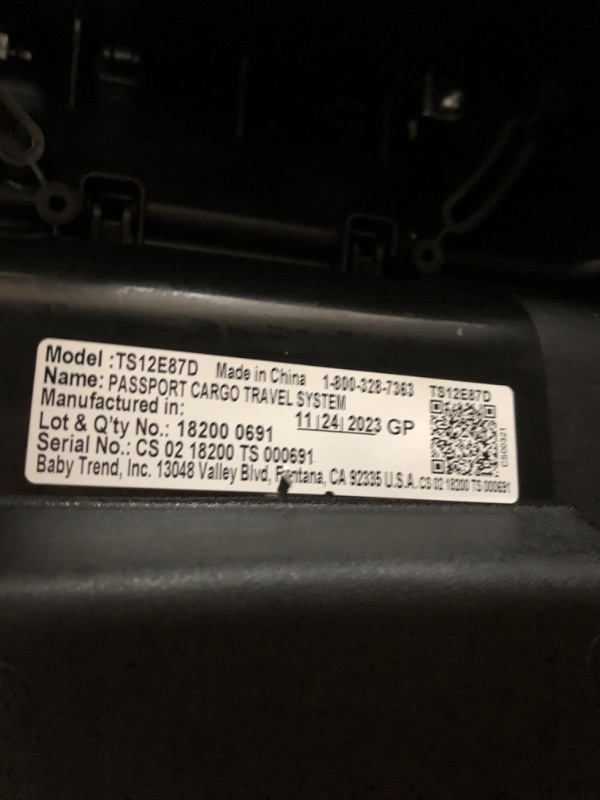 Model :TS12E87D Made in China 1-800-328-7363 TS12E87D
Name: PASSPORT CARGO TRAVEL SYSTEM
Manufactured in: 11|24|2023 GP
Lot & Q'ty No.: 18200 0691
Serial No.: CS 02 18200 TS 000691
Baby Trend, Inc. 13048 Valley Blvd, Fontana, CA 92335 U.S.A. CS 02 18200 TS 000691
CS00321